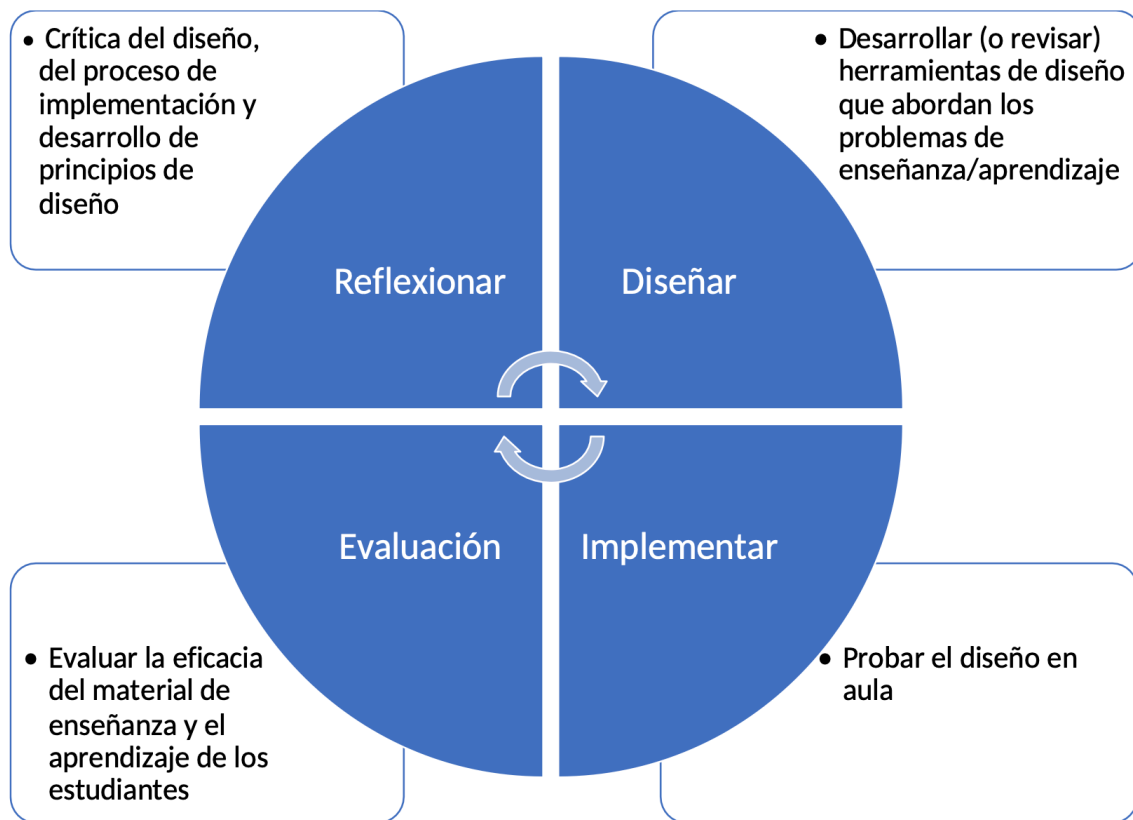 • Crítica del diseño,
del proceso de
implementación y
desarrollo de
principios de
diseño
• Desarrollar (o revisar)
herramientas de diseño
que abordan los
problemas de
enseñanza/aprendizaje
Reflexionar
Diseñar
Evaluación
Implementar
• Evaluar la eficacia
del material de
enseñanza y el
aprendizaje de los
estudiantes
• Probar el diseño en
aula